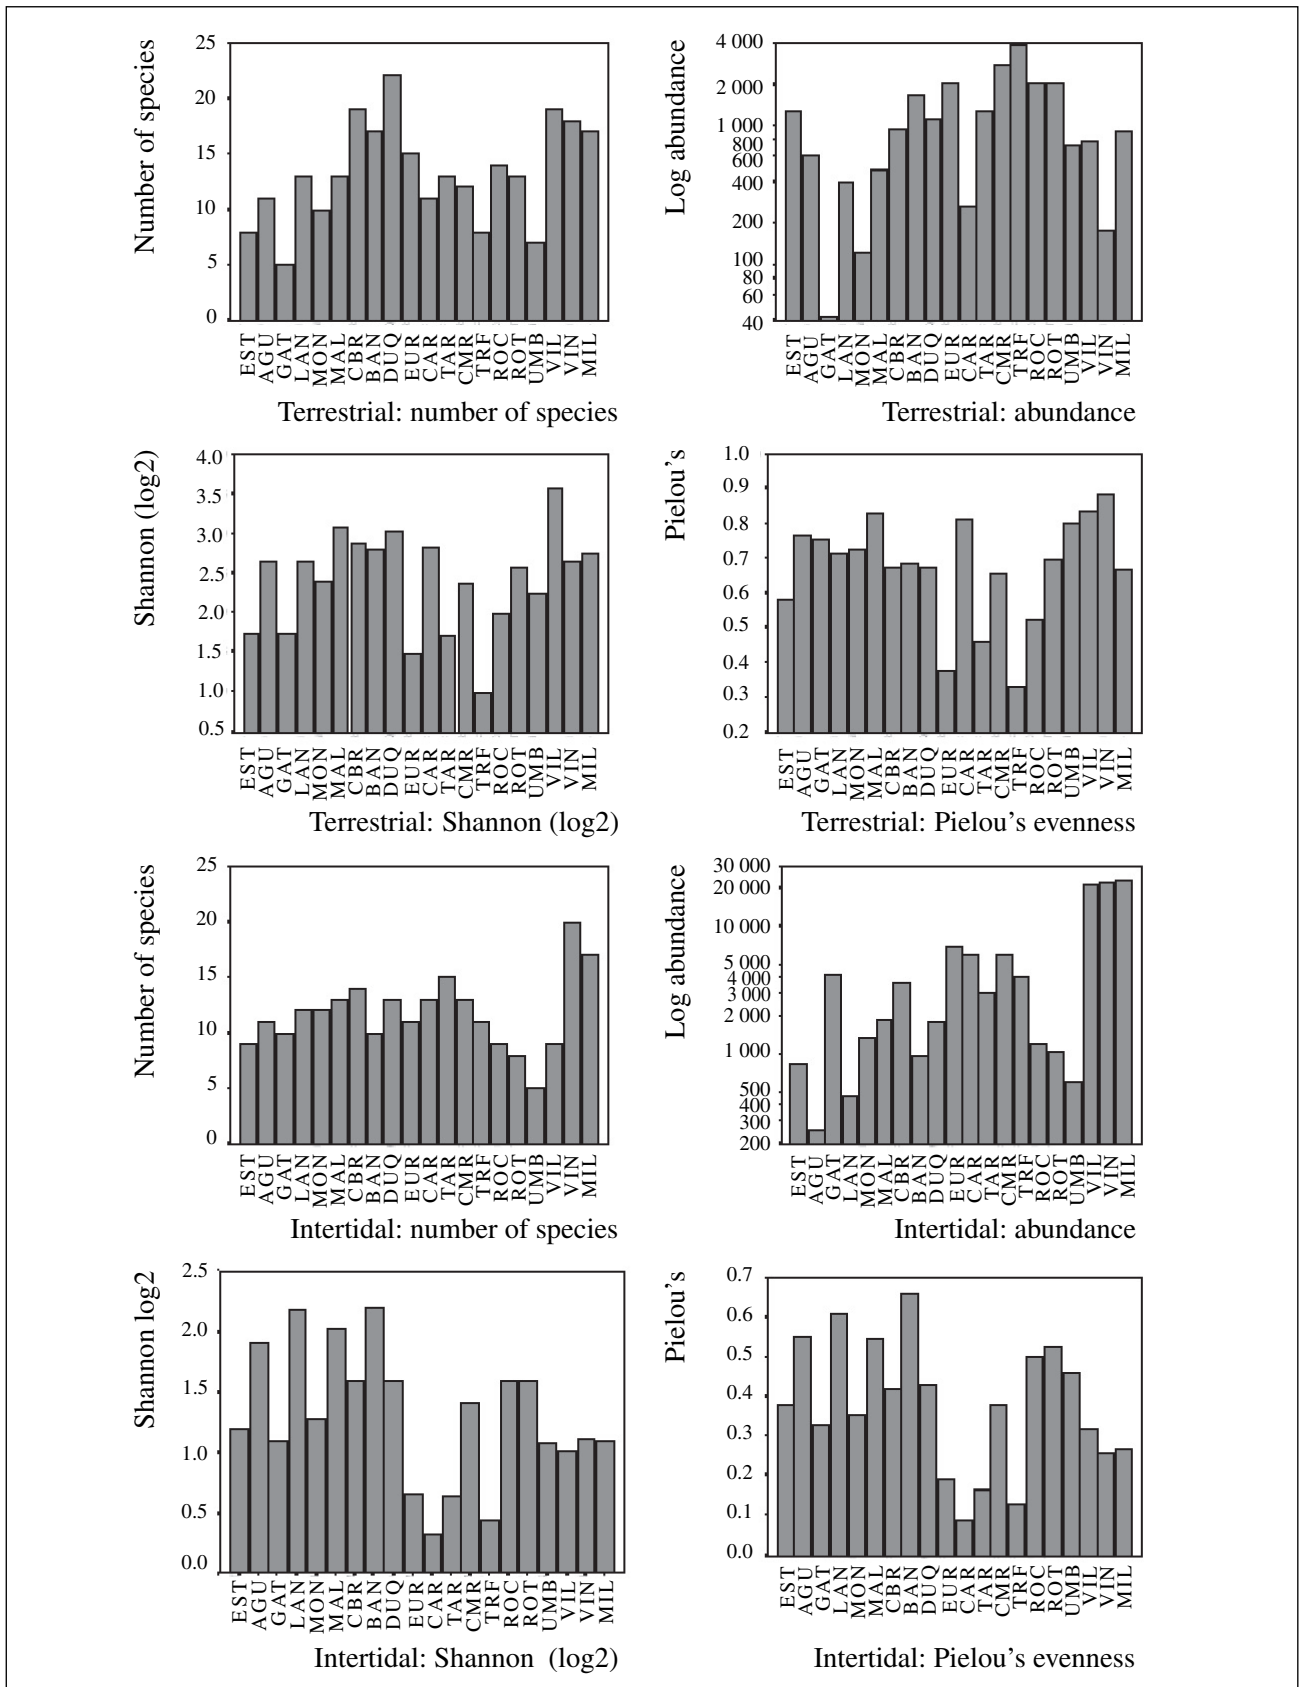 Number of species
25
20
15
10
5
0
EST
AGU
GAT
LAN
MON
MAL
CBR
BAN
DUQ
EUR
CAR
TAR
CMR
TRF
ROC
ROT
UMB
VIL
VIN
MIL
Terrestrial: number of species
Log abundance
4 000
2 000
1 000
800
600
400
200
100
80
60
40
EST
AGU
GAT
LAN
MON
MAL
CBR
BAN
DUQ
EUR
CAR
TAR
CMR
TRF
ROC
ROT
UMB
VIL
VIN
MIL
Terrestrial: abundance
Shannon (log2)
4.0
3.5
3.0
2.5
2.0
1.5
1.0
0.5
EST
AGU
GAT
LAN
MON
MAL
CBR
BAN
DUQ
EUR
CAR
TAR
CMR
TRF
ROC
ROT
UMB
VIL
VIN
MIL
Terrestrial: Shannon (log2)
Pielou's
1.0
0.9
0.8
0.7
0.6
0.5
0.4
0.3
0.2
EST
AGU
GAT
LAN
MON
MAL
CBR
BAN
DUQ
EUR
CAR
TAR
CMR
TRF
ROC
ROT
UMB
VIL
VIN
MIL
Terrestrial: Pielou's evenness
Number of species
25
20
15
10
5
0
EST
AGU
GAT
LAN
MON
MAL
CBR
BAN
DUQ
EUR
CAR
TAR
CMR
TRF
ROC
ROT
UMB
VIL
VIN
MIL
Intertidal: number of species
Log abundance
30 000
20 000
10 000
5 000
4 000
3 000
2 000
1 000
500
400
300
200
EST
AGU
GAT
LAN
MON
MAL
CBR
BAN
DUQ
EUR
CAR
TAR
CMR
TRF
ROC
ROT
UMB
VIL
VIN
MIL
Intertidal: abundance
Shannon log2
2.5
2.0
1.5
1.0
0.5
0.0
EST
AGU
GAT
LAN
MON
MAL
CBR
BAN
DUQ
EUR
CAR
TAR
CMR
TRF
ROC
ROT
UMB
VIL
VIN
MIL
Intertidal: Shannon (log2)
Pielou's
0.7
0.6
0.5
0.4
0.3
0.2
0.1
0.0
EST
AGU
GAT
LAN
MON
MAL
CBR
BAN
DUQ
EUR
CAR
TAR
CMR
TRF
ROC
ROT
UMB
VIL
VIN
MIL
Intertidal: Pielou's evenness